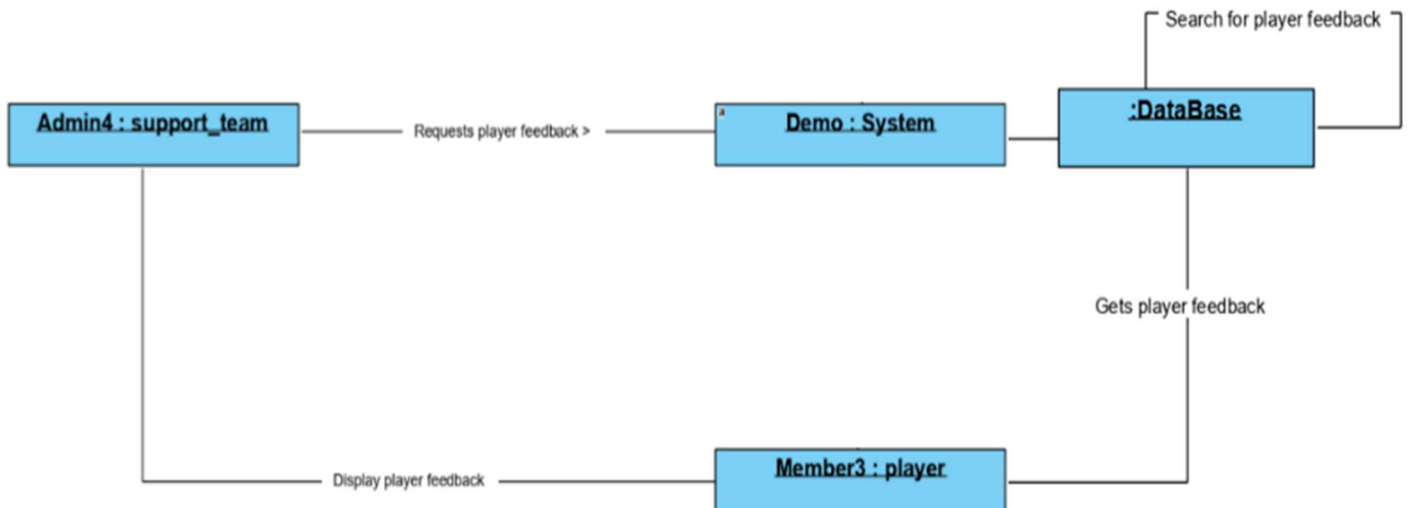 Search for player feedback
Admin4 : support_team
Requests player feedback >
Demo : System
:DataBase
Gets player feedback
Display player feedback
Member3 : player